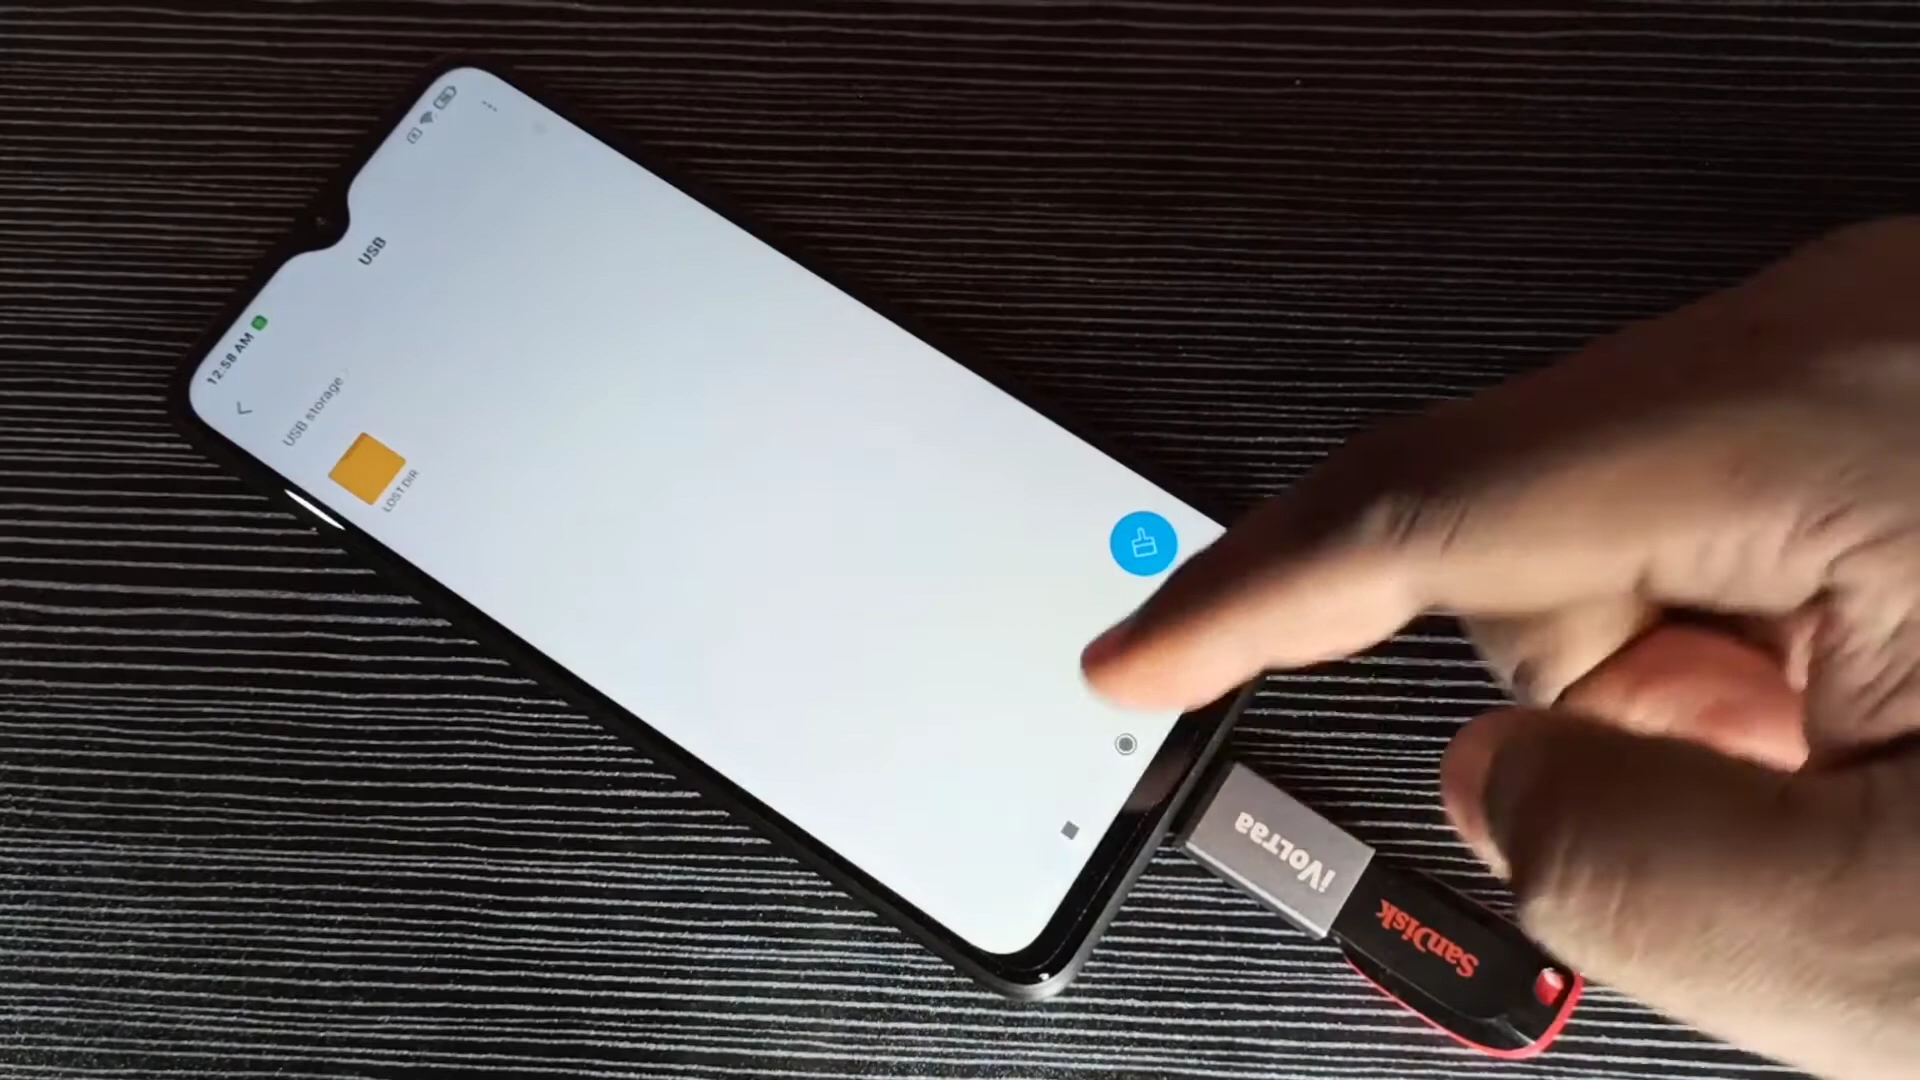 12:58 AM
USB
USB storage
LOST.DIR
iVOLTAA
SanDisk